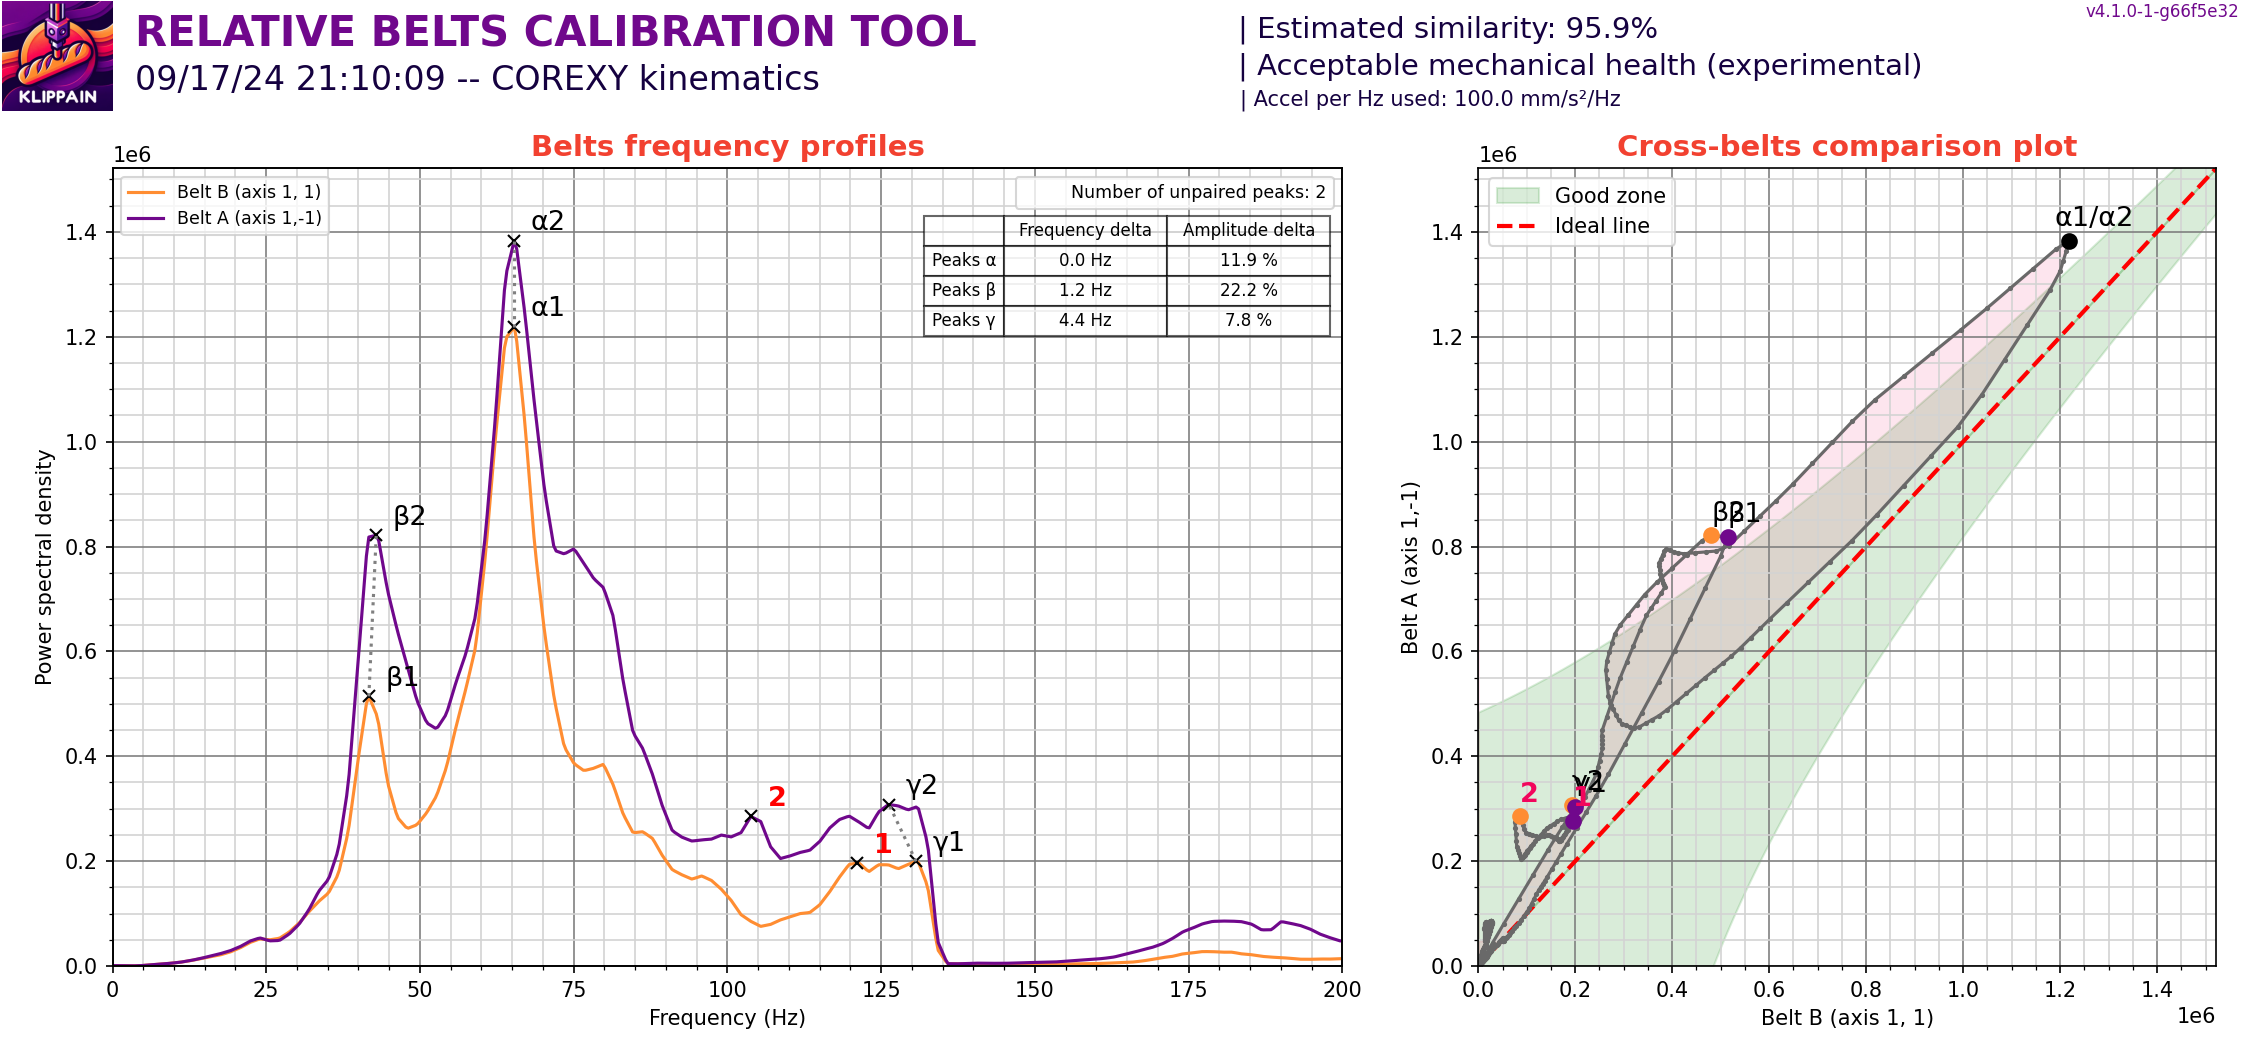 KLIPPAIN
RELATIVE BELTS CALIBRATION TOOL
09/17/24 21:10:09 -- COREXY kinematics
| Estimated similarity: 95.9%
| Acceptable mechanical health (experimental)
| Accel per Hz used: 100.0 mm/s²/Hz
v4.1.0-1-g66f5e32
Belts frequency profiles
1e6
Belt B (axis 1, 1)
Belt A (axis 1,-1)
Number of unpaired peaks: 2
Frequency delta Amplitude delta
Peaks α 0.0 Hz 11.9 %
Peaks β 1.2 Hz 22.2 %
Peaks γ 4.4 Hz 7.8 %
α2
α1
β2
β1
2
1
γ2
γ1
1.4
1.2
1.0
0.8
0.6
0.4
0.2
0.0
Power spectral density
0 25 50 75 100 125 150 175 200
Frequency (Hz)
Cross-belts comparison plot
1e6
Good zone
Ideal line
α1/α2
β2
β1
γ2
γ1
2
1
1.4
1.2
1.0
0.8
0.6
0.4
0.2
0.0
Belt A (axis 1,-1)
0.0 0.2 0.4 0.6 0.8 1.0 1.2 1.4
Belt B (axis 1, 1)
1e6